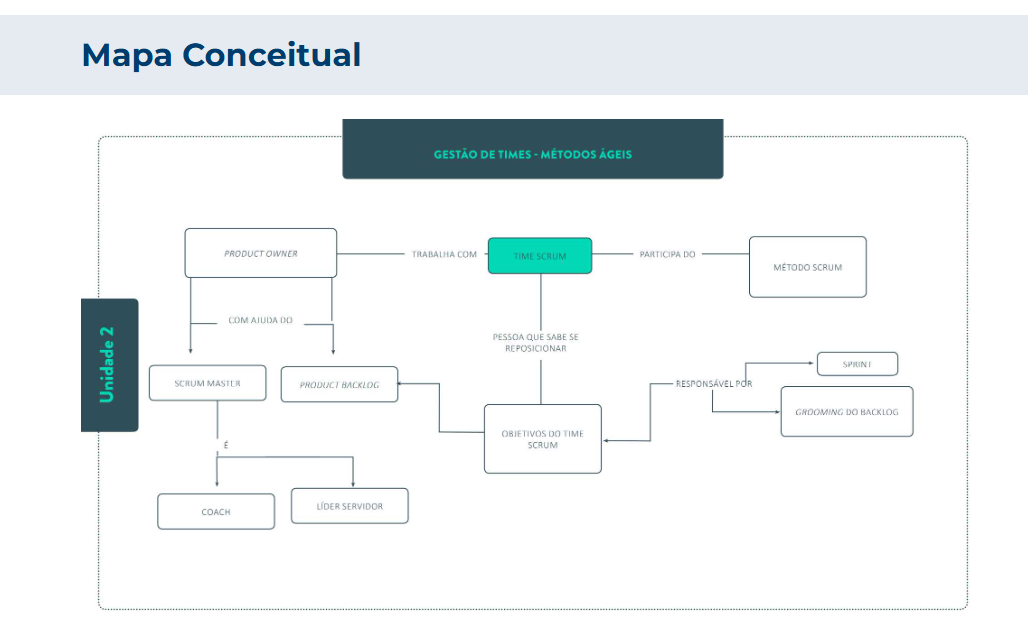 Mapa Conceitual
GESTÃO DE TIMES - MÉTODOS ÁGEIS
PRODUCT OWNER
TRABALHA COM
TIME SCRUM
PARTICIPA DO
MÉTODO SCRUM
COM AJUDA DO
PESSOA QUE SABE SE
REPOSICIONAR
Unidade 2
SCRUM MASTER
PRODUCT BACKLOG
RESPONSÁVEL POR
SPRINT
GROOMING DO BACKLOG
OBJETIVOS DO TIME
SCRUM
É
COACH
LÍDER SERVIDOR